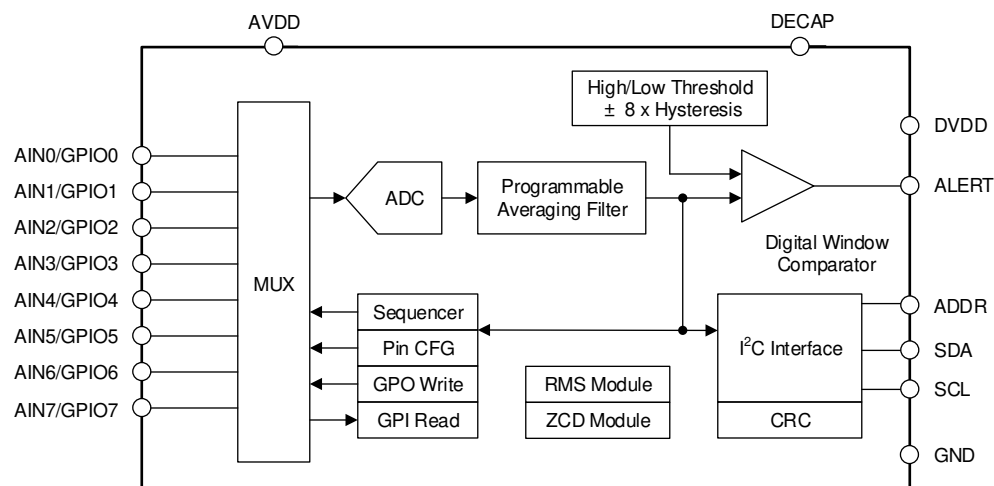 AVDD
DECAP
High/Low Threshold
± 8 x Hysteresis
DVDD
AIN0/GPIO0
AIN1/GPIO1
AIN2/GPIO2
AIN3/GPIO3
AIN4/GPIO4
AIN5/GPIO5
AIN6/GPIO6
AIN7/GPIO7
MUX
ADC
Programmable
Averaging Filter
ALERT
Digital Window
Comparator
Sequencer
Pin CFG
GPO Write
GPI Read
RMS Module
ZCD Module
I²C Interface
CRC
ADDR
SDA
SCL
GND